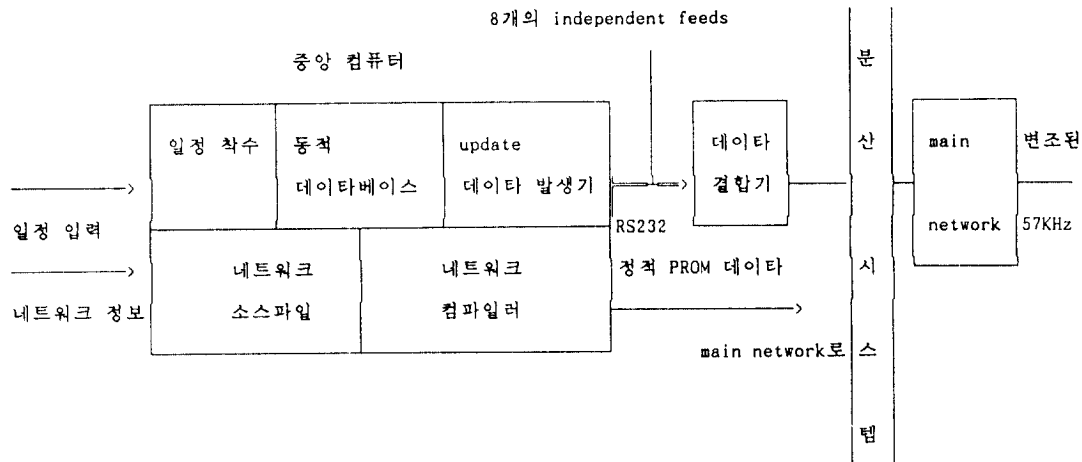 8개의 independent feeds
중앙 컴퓨터
일정 착수
동적
데이타베이스
update
데이타 발생기
데이타
결합기
분
산
시
스
템
main
network
변조된
57KHz
일정 입력
네트워크 정보
네트워크
소스파일
네트워크
컴파일러
RS232
정적 PROM 데이타
main network로